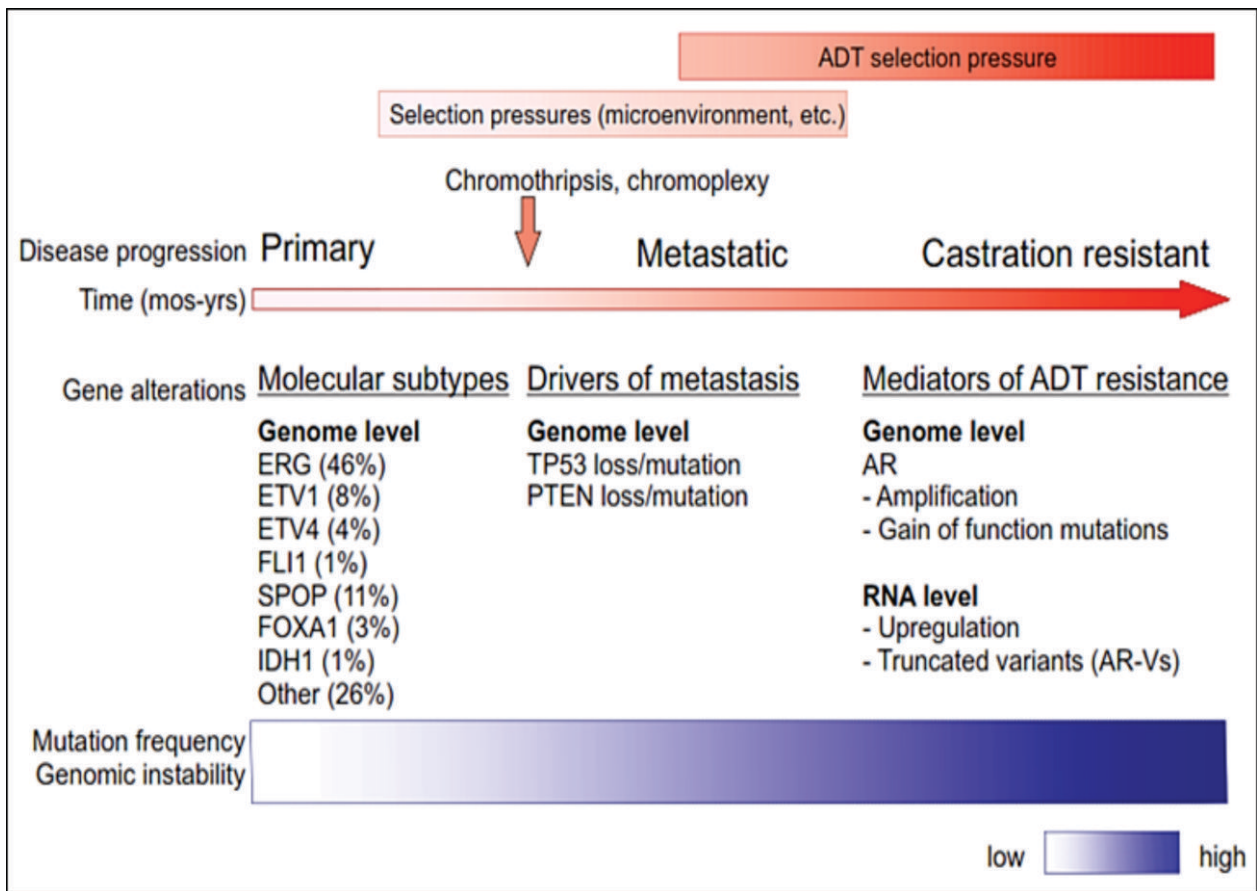 ADT selection pressure
Selection pressures (microenvironment, etc.)
Chromothripsis, chromoplexy
Disease progression Primary Metastatic Castration resistant
Time (mos-yrs)
Gene alterations Molecular subtypes Drivers of metastasis Mediators of ADT resistance
Genome level Genome level Genome level
ERG (46%) TP53 loss/mutation AR
ETV1 (8%) PTEN loss/mutation - Amplification
ETV4 (4%) - Gain of function mutations
FLI1 (1%)
SPOP (11%) RNA level
FOXA1 (3%) - Upregulation
IDH1 (1%) - Truncated variants (AR-Vs)
Other (26%)
Mutation frequency
Genomic instability
low high